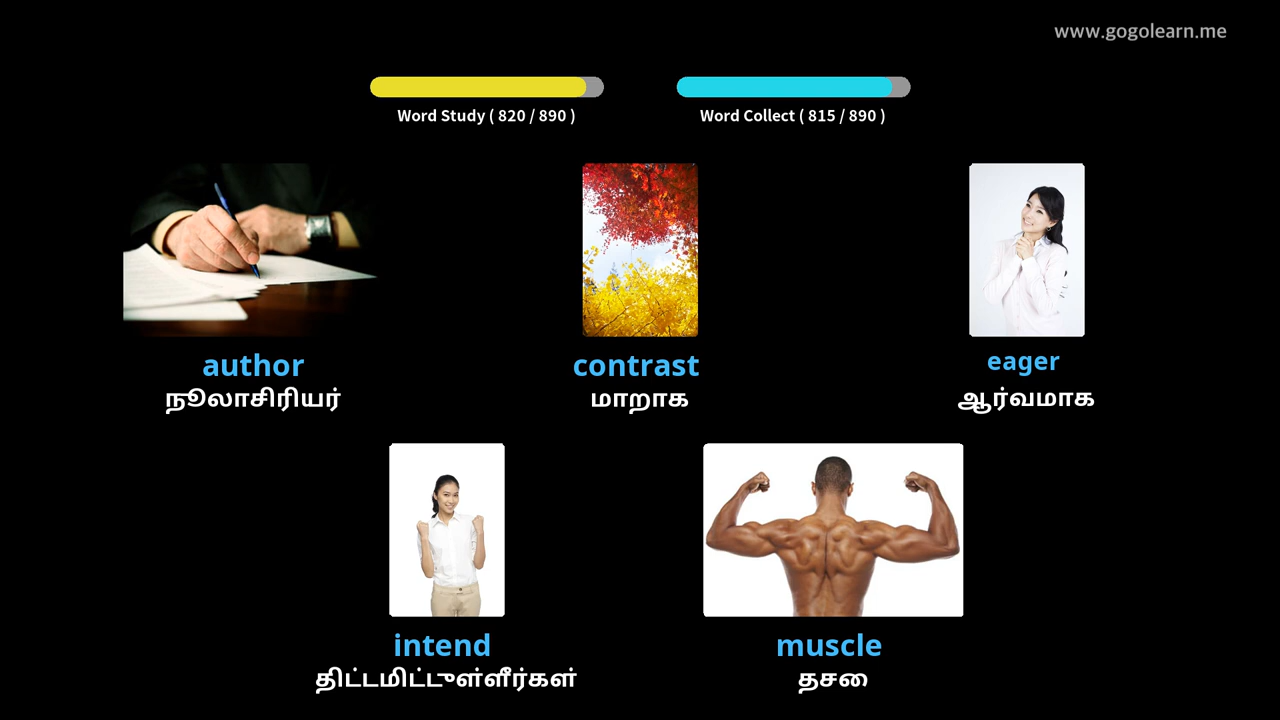 www.gogolearn.me
Word Study ( 820 / 890 )
Word Collect ( 815 / 890 )
author
நூலாசிரியர்
contrast
மாறாக
eager
ஆர்வமாக
intend
திட்டமிட்டுள்ளீர்கள்
muscle
தசை